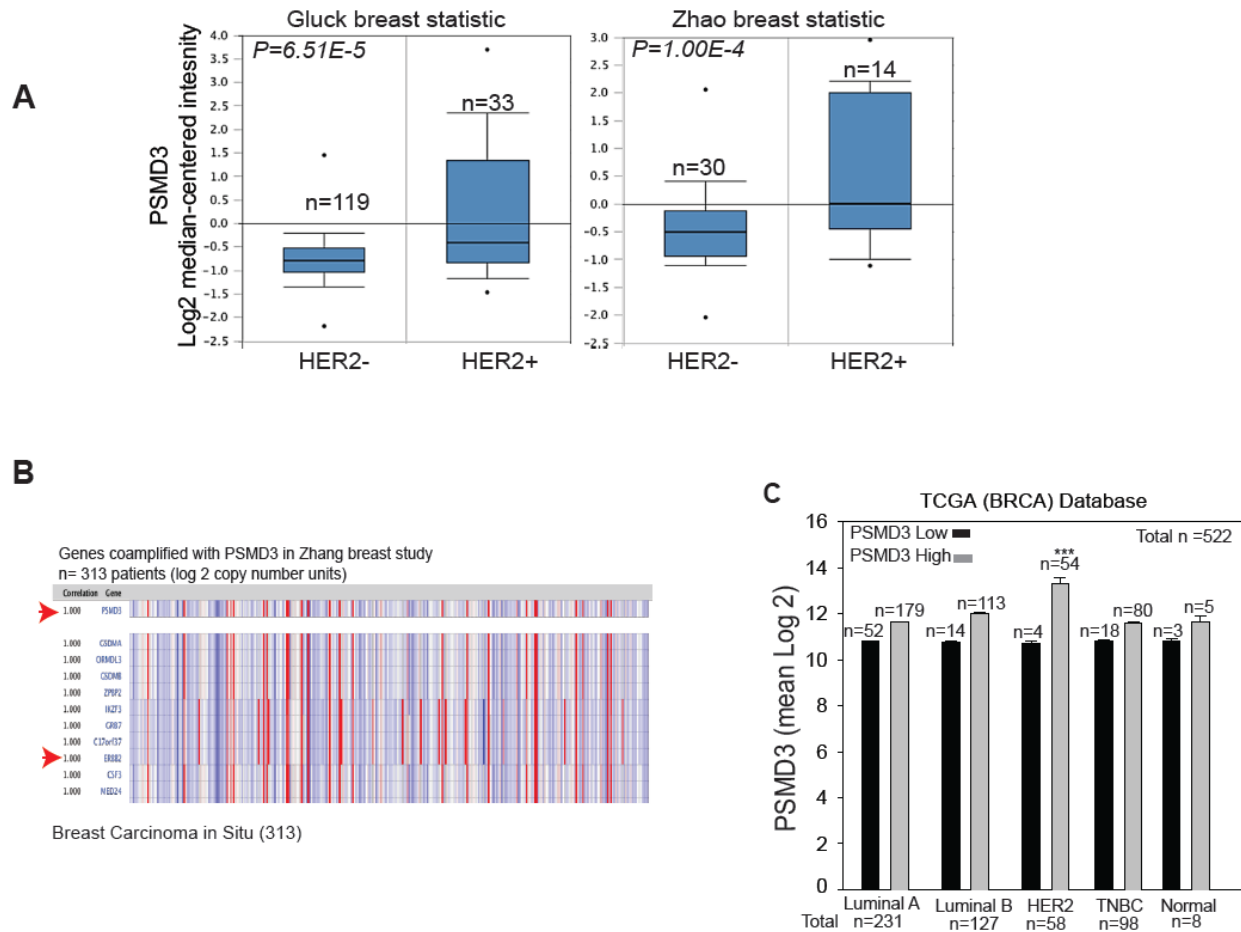 A
Gluck breast statistic
P=6.51E-5
PSMD3
Log2 median-centered intesnity
4.0
3.5
3.0
2.5
2.0
1.5
1.0
0.5
0.0
-0.5
-1.0
-1.5
-2.0
-2.5
n=119
n=33
HER2-
HER2+
Zhao breast statistic
P=1.00E-4
3.0
2.5
2.0
1.5
1.0
0.5
0.0
-0.5
-1.0
-1.5
-2.0
-2.5
n=30
n=14
HER2-
HER2+
B
Genes coamplified with PSMD3 in Zhang breast study
n= 313 patients (log 2 copy number units)
Correlation Gene
1.000 PSMD3
1.000 GSDMA
1.000 ORMDL3
1.000 GSDMB
1.000 ZPBP2
1.000 IKZF3
1.000 GRB7
1.000 C17orf37
1.000 ERBB2
1.000 CSF3
1.000 MED24
Breast Carcinoma in Situ (313)
C
TCGA (BRCA) Database
PSMD3 Low
PSMD3 High
Total n =522
PSMD3 (mean Log 2)
16
14
12
10
8
6
4
2
0
n=52
n=179
n=14
n=113
n=4
***
n=54
n=18
n=80
n=3
n=5
Luminal A Luminal B HER2 TNBC Normal
Total n=231 n=127 n=58 n=98 n=8